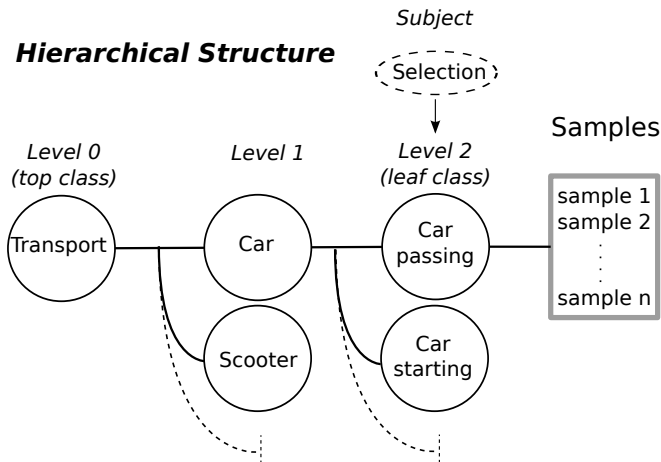 Subject
Hierarchical Structure
Selection
Samples
Level 0
(top class)
Level 1
Level 2
(leaf class)
Transport
Car
Car
passing
sample 1
sample 2
sample n
Scooter
Car
starting